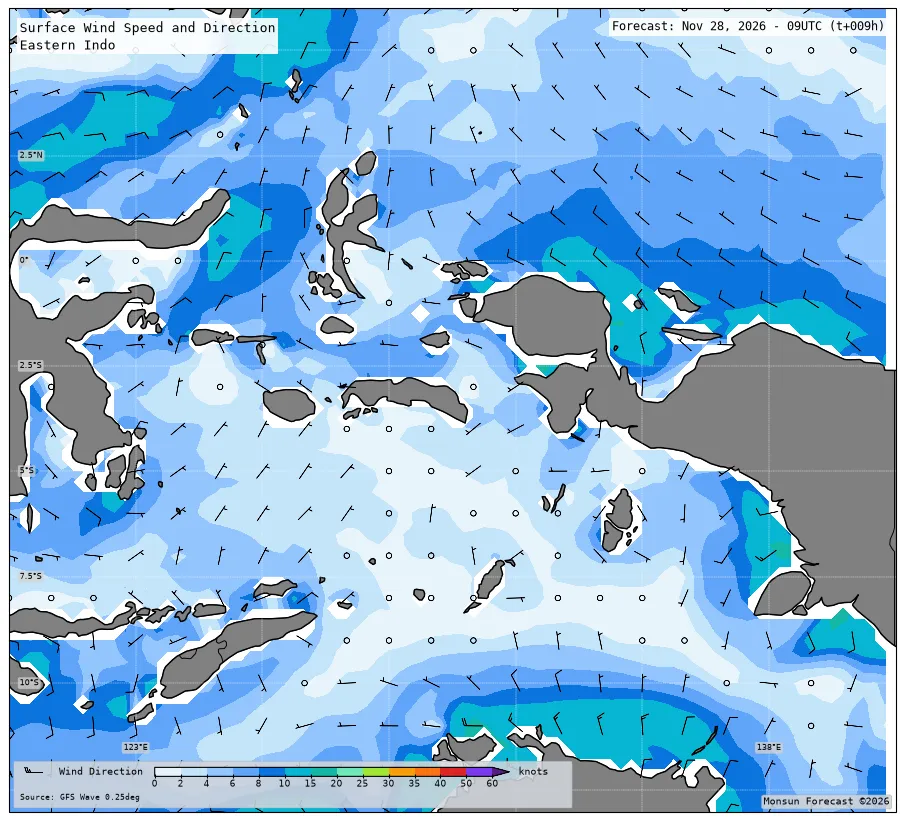 Surface Wind Speed and Direction
Eastern Indo
Forecast: Nov 28, 2026 - 09UTC (t+009h)
2.5°N
0°
2.5°S
5°S
7.5°S
10°S
123°E
138°E
Wind Direction
knots
0 2 4 6 8 10 15 20 25 30 35 40 50 60
Source: GFS Wave 0.25deg
Monsun Forecast ©2026